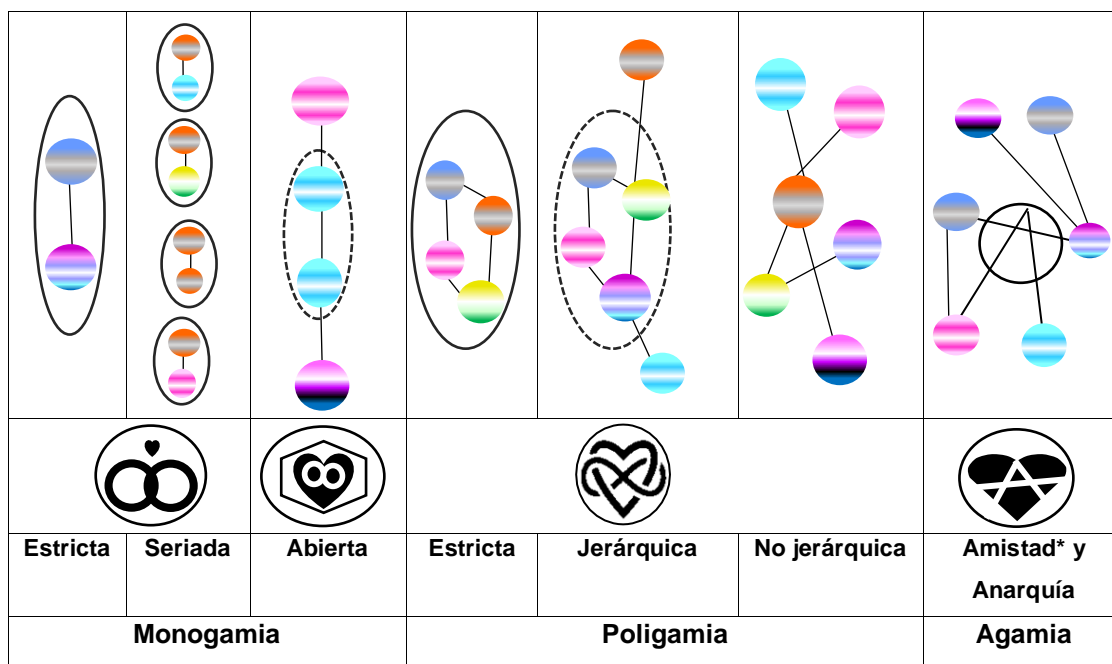 Estricta
Seriada
Abierta
Estricta
Jerárquica
No jerárquica
Amistad* y
Anarquía
Monogamia
Poligamia
Agamia